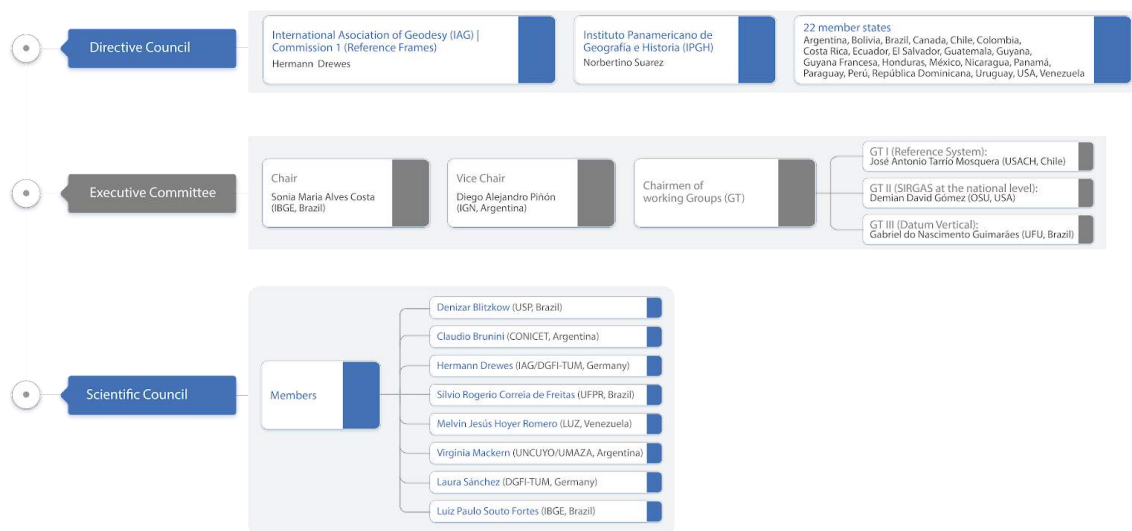 Directive Council
International Asociation of Geodesy (IAG) |
Commission 1 (Reference Frames)
Hermann Drewes
Instituto Panamericano de
Geografía e Historia (IPGH)
Norbertino Suarez
22 member states
Argentina, Bolivia, Brazil, Canada, Chile, Colombia,
Costa Rica, Ecuador, El Salvador, Guatemala, Guyana,
Guyana Francesa, Honduras, México, Nicaragua, Panamá,
Paraguay, Perú, República Dominicana, Uruguay, USA, Venezuela
Executive Committee
Chair
Sonia Maria Alves Costa
(IBGE, Brazil)
Vice Chair
Diego Alejandro Piñón
(IGN, Argentina)
Chairmen of
working Groups (GT)
GT I (Reference System):
José Antonio Tarrío Mosquera (USACH, Chile)
GT II (SIRGAS at the national level):
Demian David Gómez (OSU, USA)
GT III (Datum Vertical):
Gabriel do Nascimento Guimarães (UFU, Brazil)
Scientific Council
Members
Denizar Blitzkow (USP, Brazil)
Claudio Brunini (CONICET, Argentina)
Hermann Drewes (IAG/DGFI-TUM, Germany)
Silvio Rogerio Correia de Freitas (UFPR, Brazil)
Melvin Jesús Hoyer Romero (LUZ, Venezuela)
Virginia Mackern (UNCUYO/UMAZA, Argentina)
Laura Sánchez (DGFI-TUM, Germany)
Luiz Paulo Souto Fortes (IBGE, Brazil)